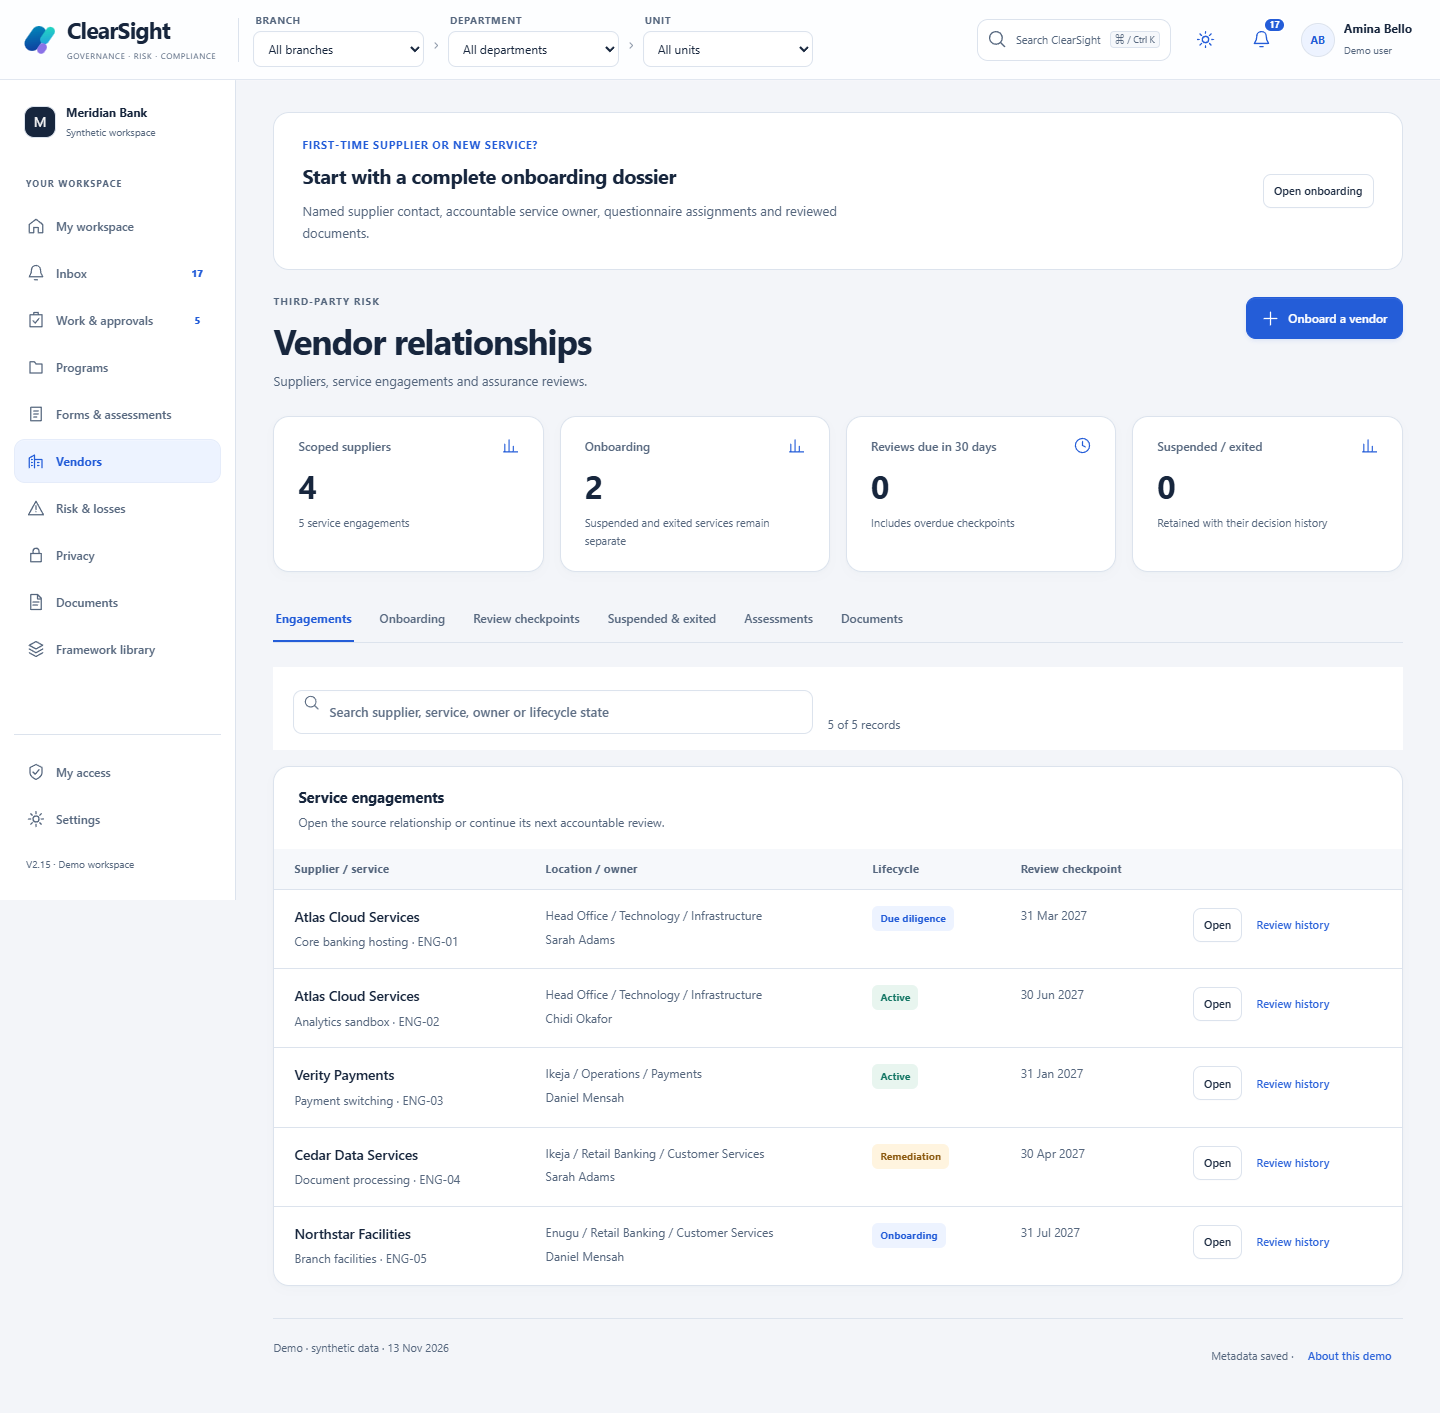 ClearSight
GOVERNANCE · RISK · COMPLIANCE
BRANCH
All branches
DEPARTMENT
All departments
UNIT
All units
Search ClearSight
⌘ / Ctrl K
17
AB
Amina Bello
Demo user
M
Meridian Bank
Synthetic workspace
YOUR WORKSPACE
My workspace
Inbox 17
Work & approvals 5
Programs
Forms & assessments
Vendors
Risk & losses
Privacy
Documents
Framework library
My access
Settings
V2.15 · Demo workspace
FIRST-TIME SUPPLIER OR NEW SERVICE?
Start with a complete onboarding dossier
Named supplier contact, accountable service owner, questionnaire assignments and reviewed
documents.
Open onboarding
THIRD-PARTY RISK
Vendor relationships
Suppliers, service engagements and assurance reviews.
Onboard a vendor
Scoped suppliers
4
5 service engagements
Onboarding
2
Suspended and exited services remain
separate
Reviews due in 30 days
0
Includes overdue checkpoints
Suspended / exited
0
Retained with their decision history
Engagements Onboarding Review checkpoints Suspended & exited Assessments Documents
Search supplier, service, owner or lifecycle state
5 of 5 records
Service engagements
Open the source relationship or continue its next accountable review.
Supplier / service Location / owner Lifecycle Review checkpoint
Atlas Cloud Services
Core banking hosting · ENG-01
Head Office / Technology / Infrastructure
Sarah Adams
Due diligence
31 Mar 2027
Open Review history
Atlas Cloud Services
Analytics sandbox · ENG-02
Head Office / Technology / Infrastructure
Chidi Okafor
Active
30 Jun 2027
Open Review history
Verity Payments
Payment switching · ENG-03
Ikeja / Operations / Payments
Daniel Mensah
Active
31 Jan 2027
Open Review history
Cedar Data Services
Document processing · ENG-04
Ikeja / Retail Banking / Customer Services
Sarah Adams
Remediation
30 Apr 2027
Open Review history
Northstar Facilities
Branch facilities · ENG-05
Enugu / Retail Banking / Customer Services
Daniel Mensah
Onboarding
31 Jul 2027
Open Review history
Demo · synthetic data · 13 Nov 2026
Metadata saved · About this demo